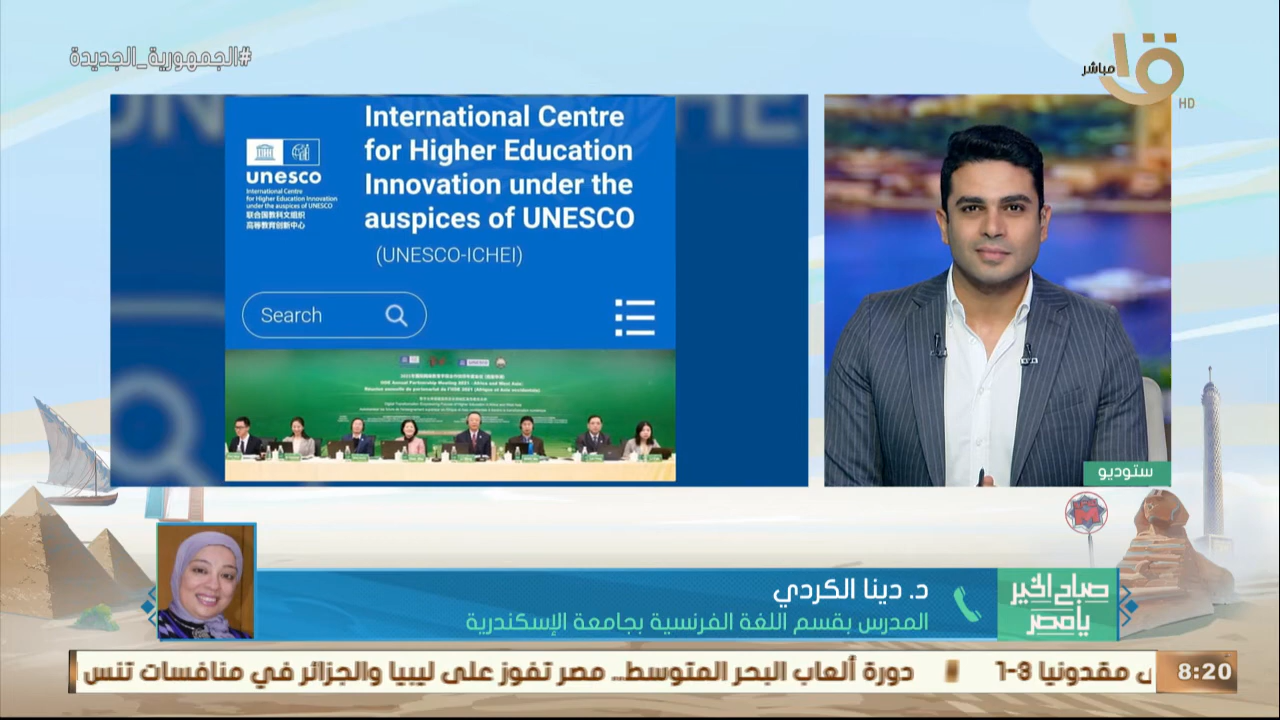 #الجمهورية_الجديدة
مباشر
HD
International Centre
for Higher Education
Innovation under the
auspices of UNESCO
(UNESCO-ICHEI)
unesco
International Centre
for Higher Education Innovation
under the auspices of UNESCO
联合国教科文组织
高等教育创新中心
Search
ستوديو
صباح الخير
يا مصر
د. دينا الكردي
المدرس بقسم اللغة الفرنسية بجامعة الإسكندرية
مقدونيا 8-1
دورة ألعاب البحر المتوسط... مصر تفوز على ليبيا والجزائر في منافسات تنس
8:20